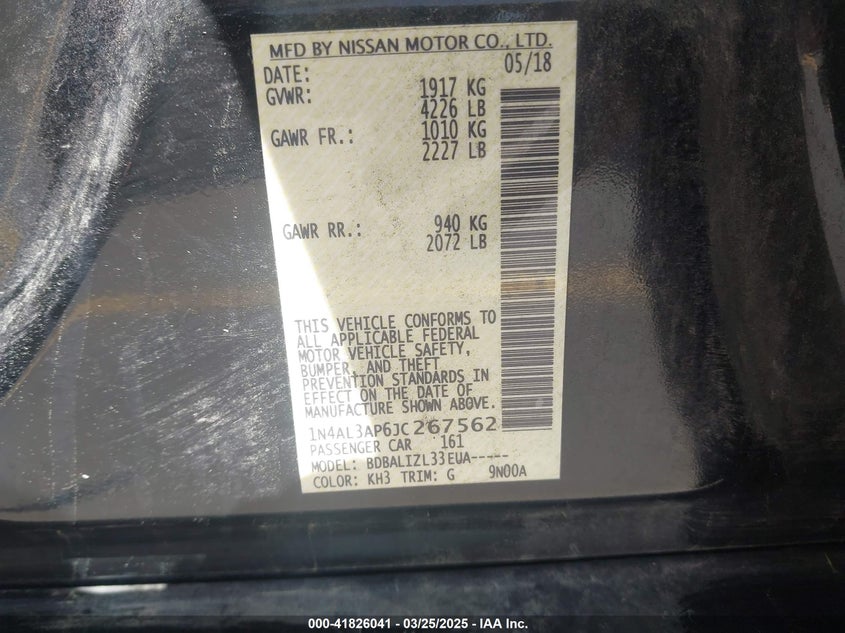 MFD BY NISSAN MOTOR CO., LTD.
DATE: 05/18
GVWR: 1917 KG
4226 LB
GAWR FR.: 1010 KG
2227 LB
GAWR RR.: 940 KG
2072 LB
THIS VEHICLE CONFORMS TO
ALL APPLICABLE FEDERAL
MOTOR VEHICLE SAFETY,
BUMPER, AND THEFT
PREVENTION STANDARDS IN
EFFECT ON THE DATE OF
MANUFACTURE SHOWN ABOVE.
1N4AL3AP6JC267562
PASSENGER CAR 161
MODEL: BDBALIZL33EUA-----
COLOR: KH3 TRIM: G 9N00A
000-41826041 - 03/25/2025 - IAA Inc.